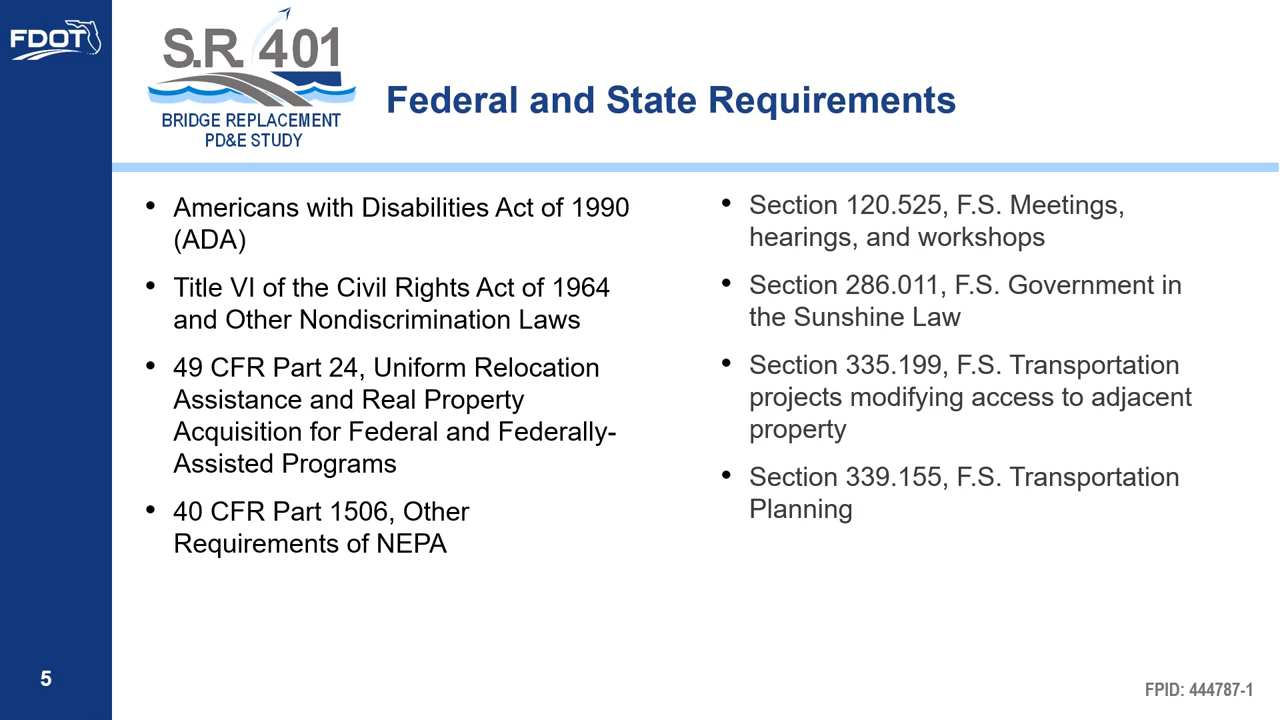 FDOT
S.R. 401
BRIDGE REPLACEMENT
PD&E STUDY
Federal and State Requirements
• Americans with Disabilities Act of 1990
(ADA)
• Title VI of the Civil Rights Act of 1964
and Other Nondiscrimination Laws
• 49 CFR Part 24, Uniform Relocation
Assistance and Real Property
Acquisition for Federal and Federally-
Assisted Programs
• 40 CFR Part 1506, Other
Requirements of NEPA
• Section 120.525, F.S. Meetings,
hearings, and workshops
• Section 286.011, F.S. Government in
the Sunshine Law
• Section 335.199, F.S. Transportation
projects modifying access to adjacent
property
• Section 339.155, F.S. Transportation
Planning
5
FPID: 444787-1